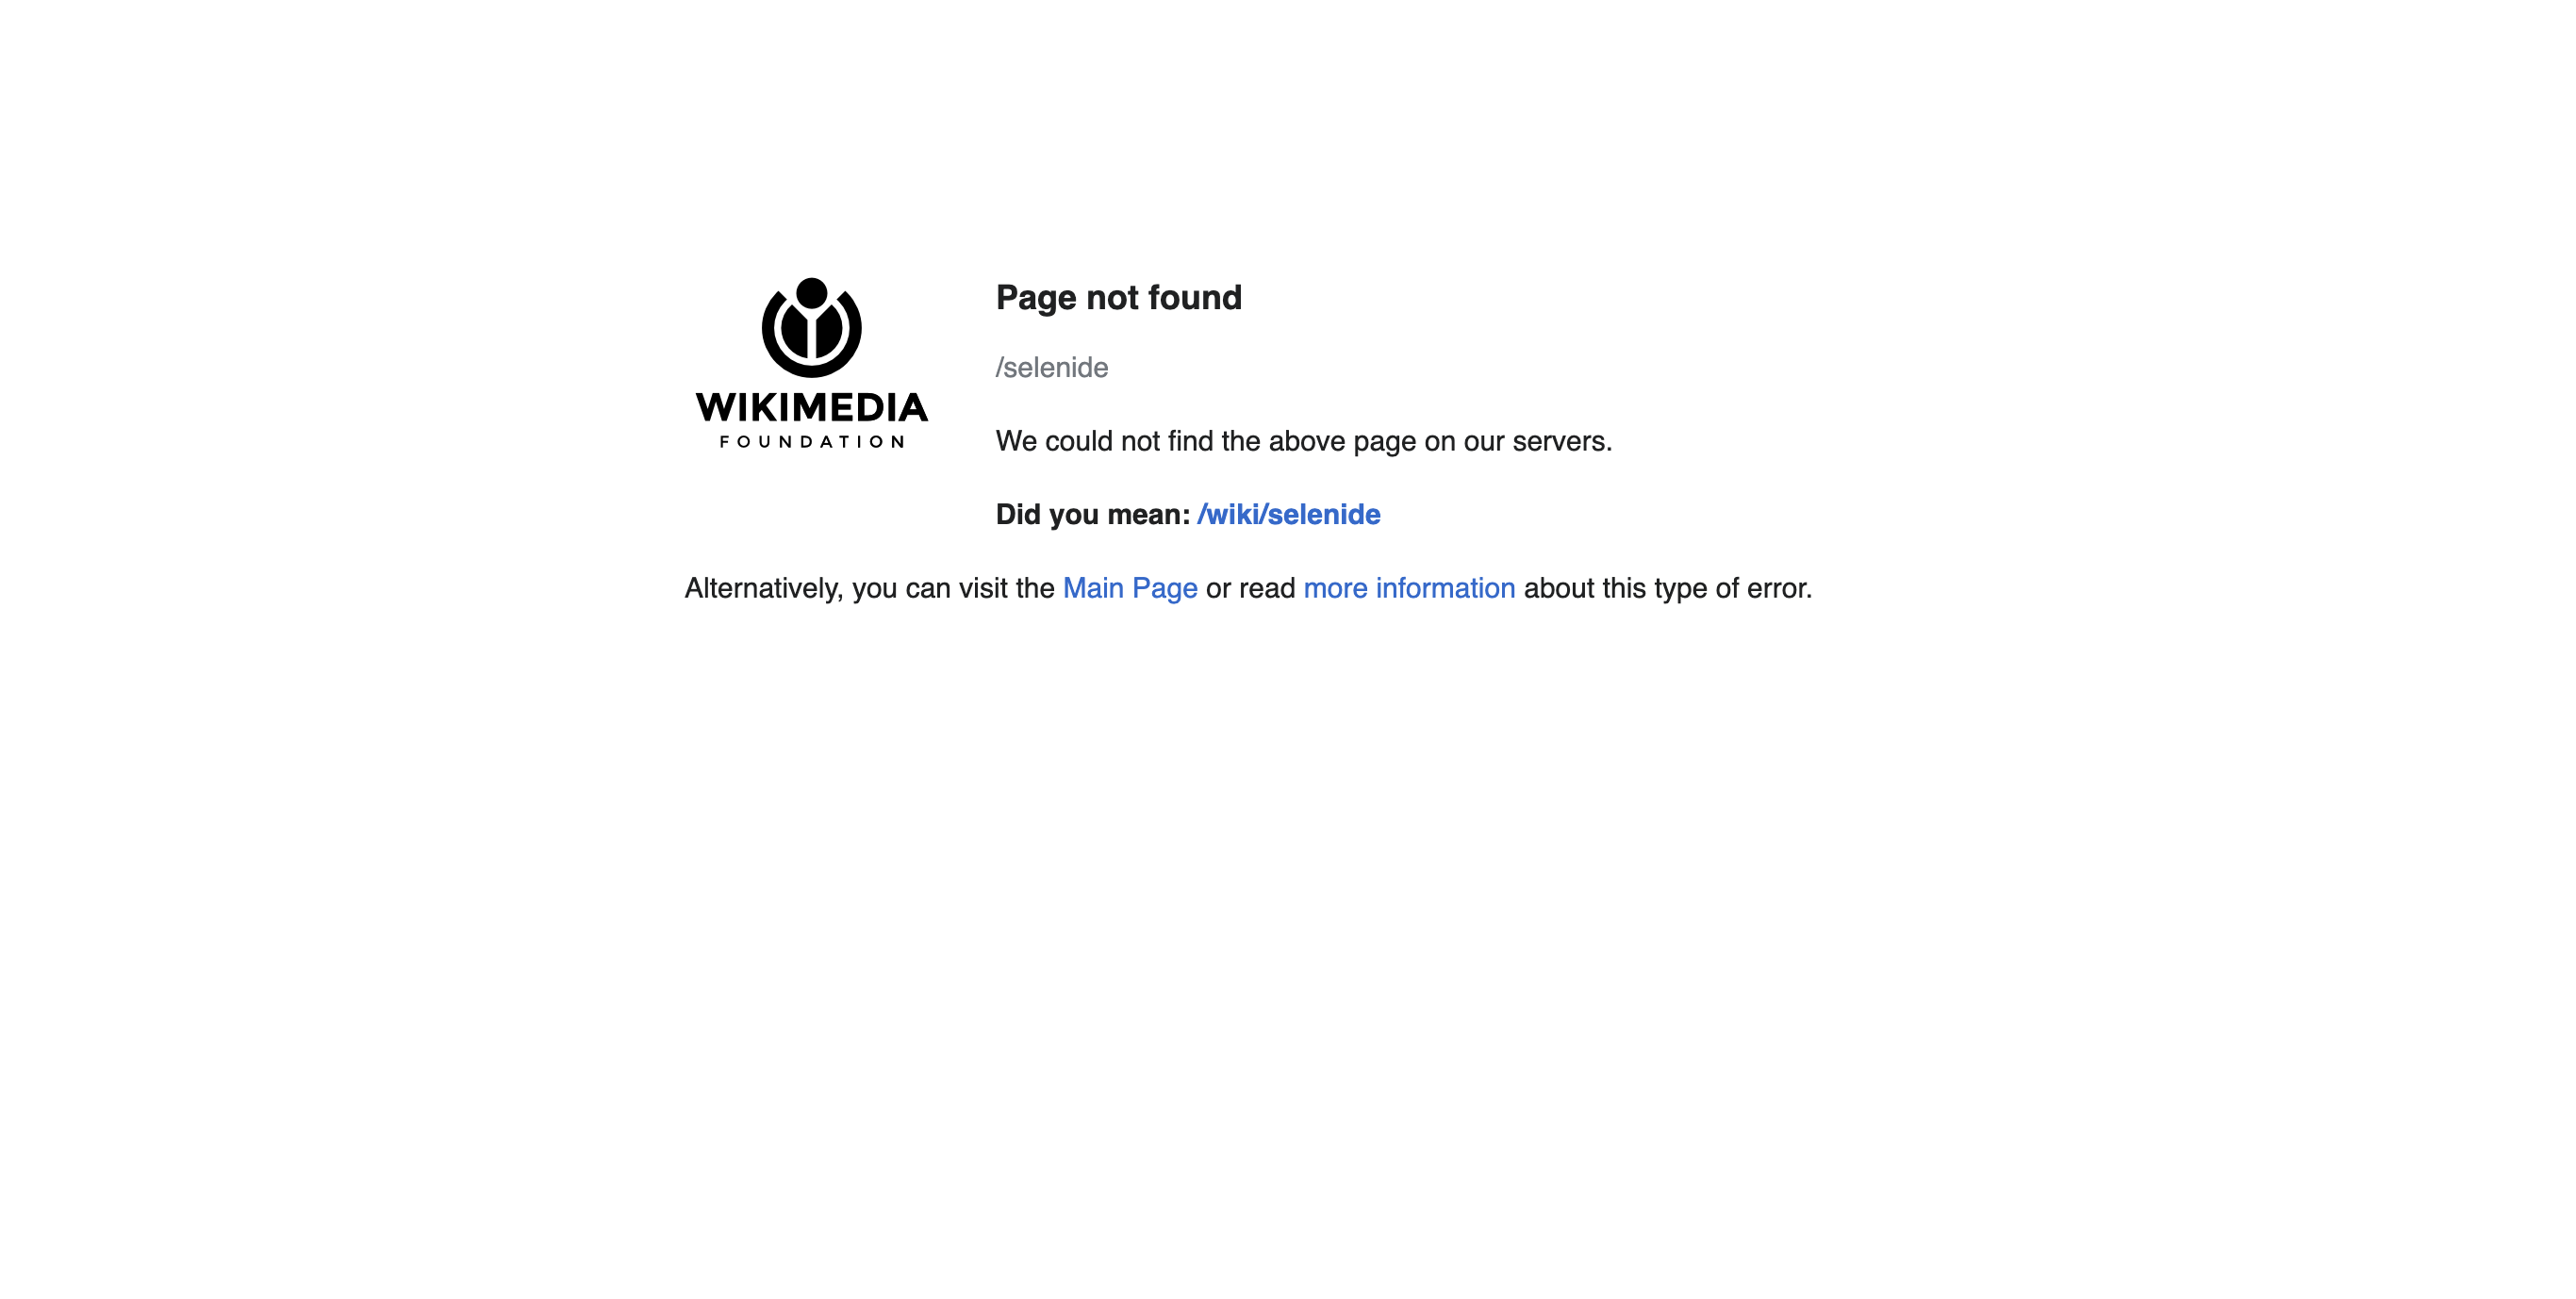 WIKIMEDIA
FOUNDATION
Page not found
/selenide
We could not find the above page on our servers.
Did you mean: /wiki/selenide
Alternatively, you can visit the Main Page or read more information about this type of error.